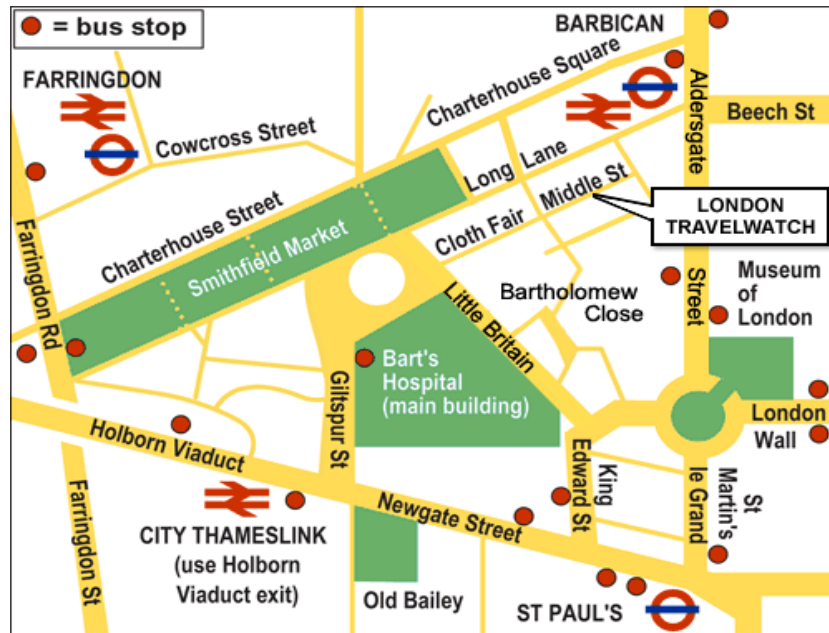 = bus stop
BARBICAN
FARRINGDON
Charterhouse Square
Aldersgate
Street
Beech St
Cowcross Street
Long Lane
Middle St
LONDON
TRAVELWATCH
Charterhouse Street
Smithfield Market
Cloth Fair
Farringdon Rd
Little Britain
Bartholomew
Close
Museum
of
London
Bart's
Hospital
(main building)
Giltspur St
London
Wall
Holborn Viaduct
King
Edward St
St
Martin's
le Grand
Farringdon St
Newgate Street
CITY THAMESLINK
(use Holborn
Viaduct exit)
Old Bailey
ST PAUL'S